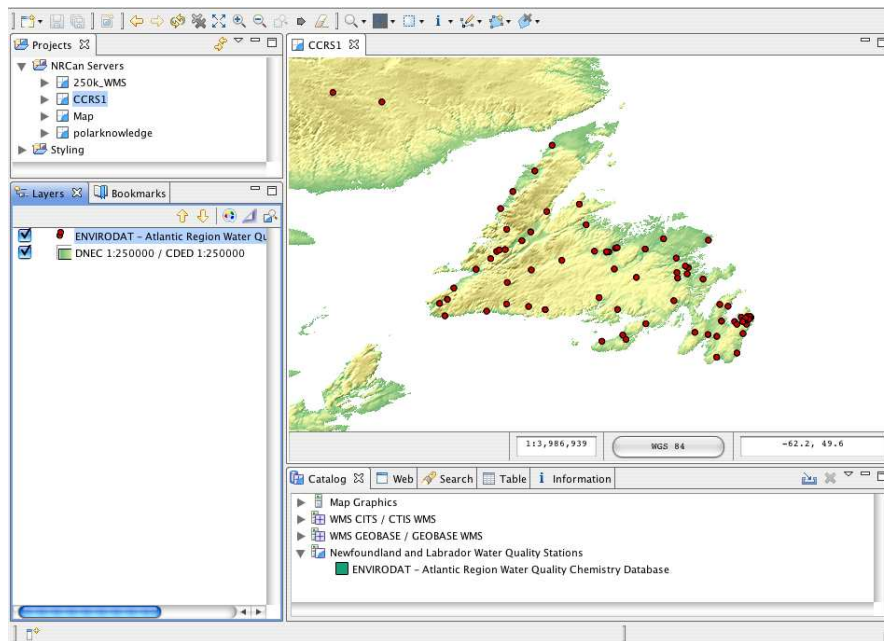 Projects
NRCan Servers
250k_WMS
CCRS1
Map
polarknowledge
Styling
Layers
Bookmarks
ENVIRODAT - Atlantic Region Water Qu
DNEC 1:250000 / CDED 1:250000
CCRS1
1:3,986,939
WGS 84
-62.2, 49.6
Catalog
Web
Search
Table
Information
Map Graphics
WMS CITS / CTIS WMS
WMS GEOBASE / GEOBASE WMS
Newfoundland and Labrador Water Quality Stations
ENVIRODAT - Atlantic Region Water Quality Chemistry Database